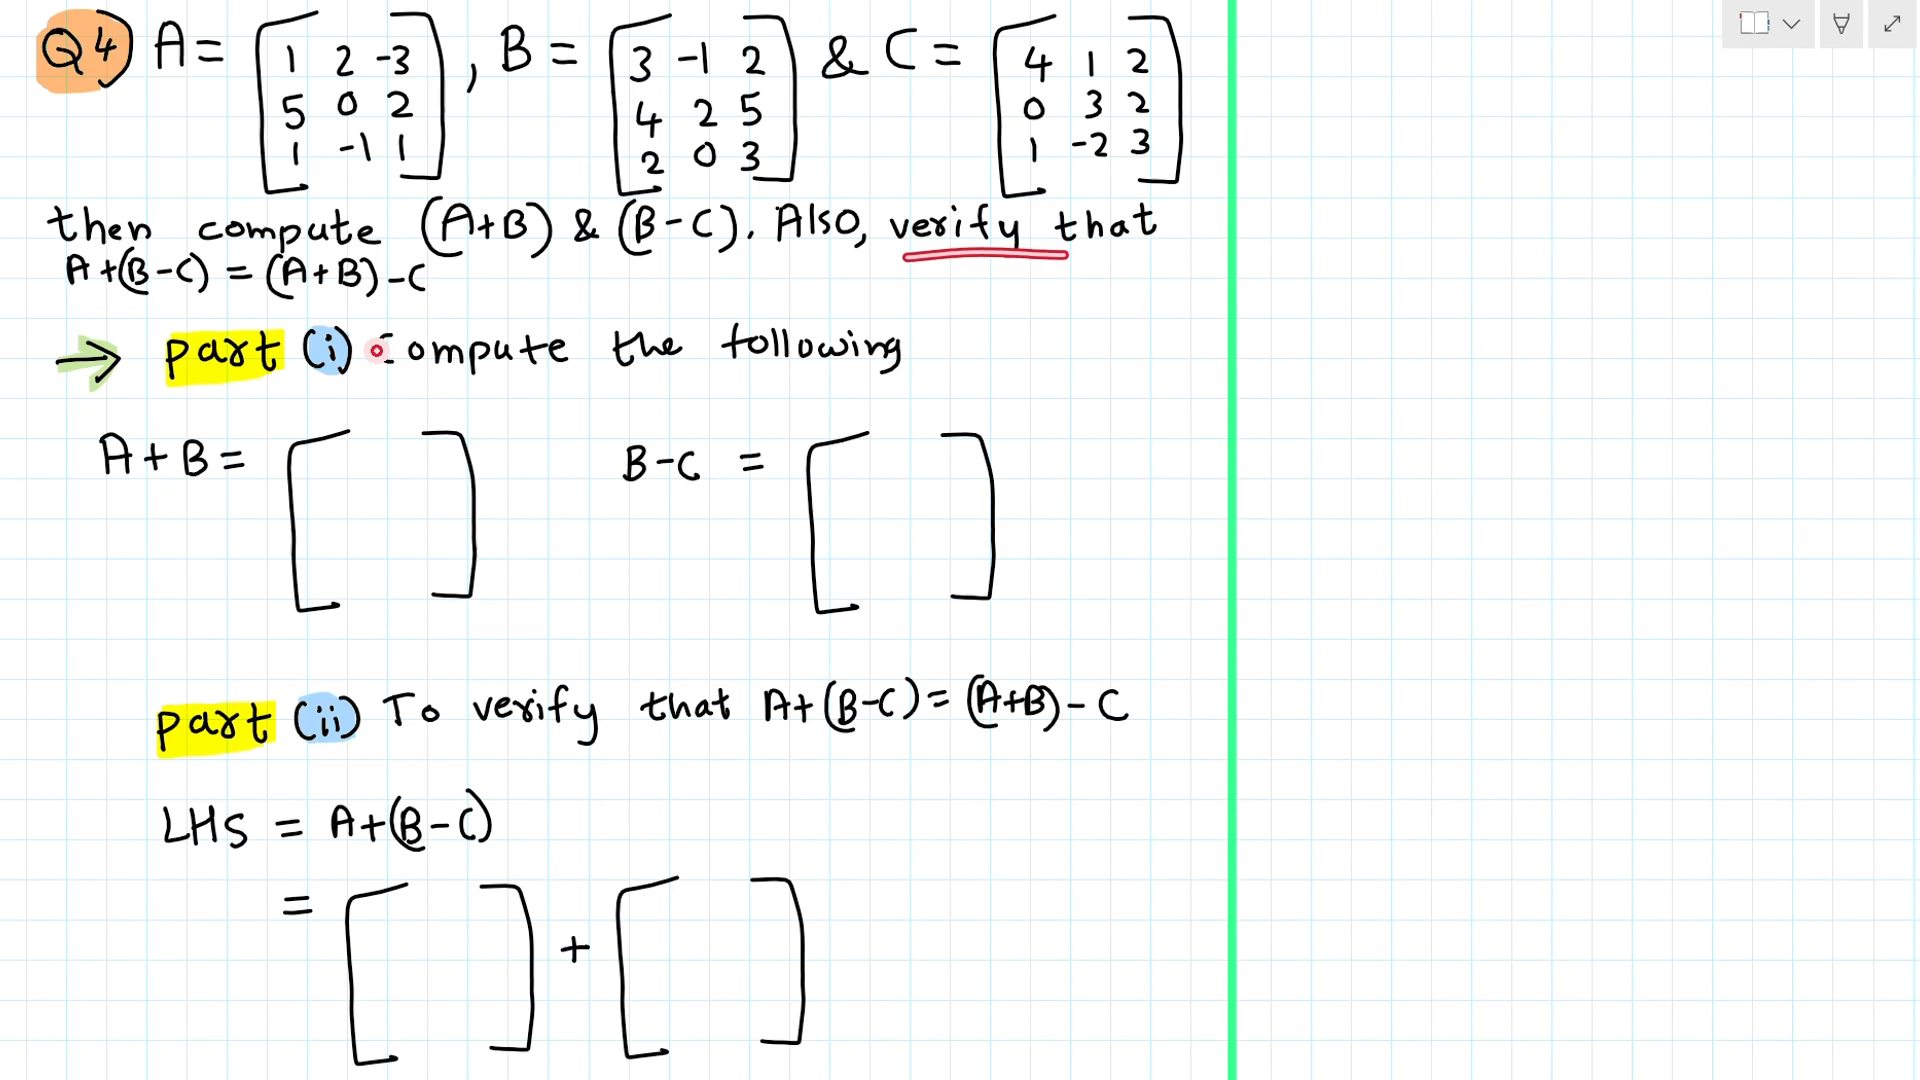 Q4) A = [1 2 -3 5 0 2 1 -1 1], B = [3 -1 2 4 2 5 2 0 3] & C = [4 1 2 0 3 2 1 -2 3]
then compute (A+B) & (B-C). Also, verify that
A+(B-C) = (A+B)-C
→ part (i) Compute the following
A+B = [ ] B-C = [ ]
part (ii) To verify that A+(B-C) = (A+B)-C
LHS = A+(B-C)
= [ ] + [ ]